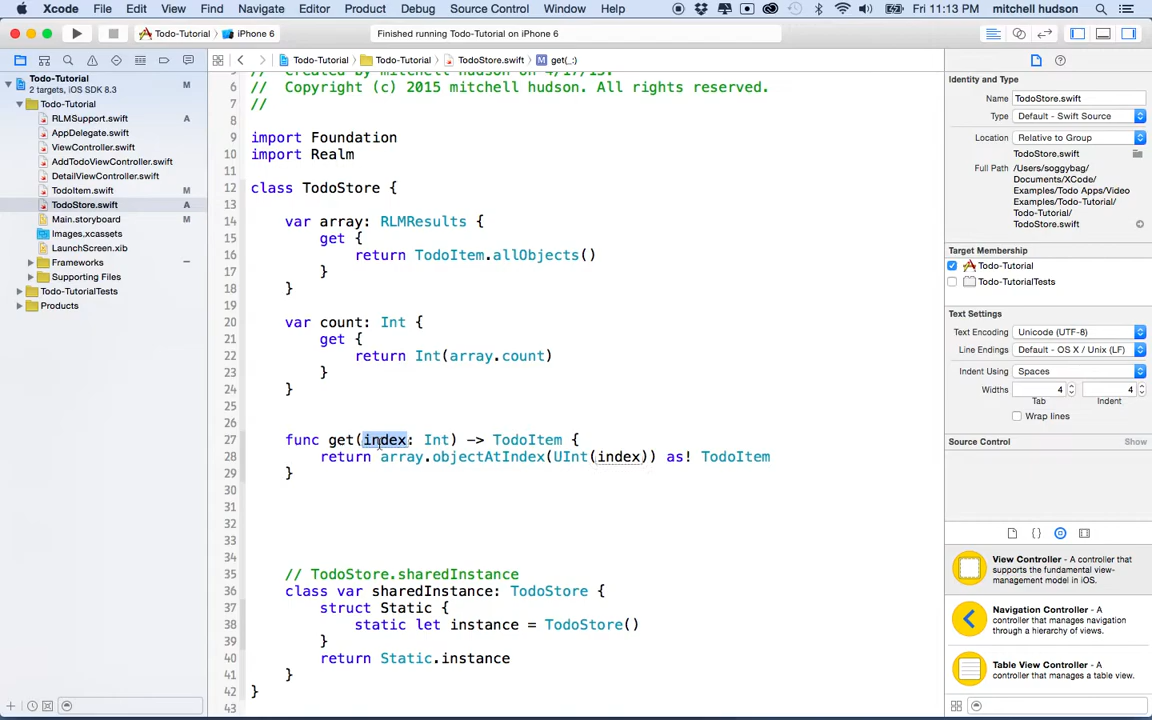 Xcode File Edit View Find Navigate Editor Product Debug Source Control Window Help Fri 11:13 PM mitchell hudson
Todo-Tutorial iPhone 6 Finished running Todo-Tutorial on iPhone 6
Todo-Tutorial Todo-Tutorial TodoStore.swift M get(_:)
Todo-Tutorial M
2 targets, iOS SDK 8.3
Todo-Tutorial
RLMSupport.swift A
AppDelegate.swift
ViewController.swift
AddTodoViewController.swift
DetailViewController.swift
TodoItem.swift M
TodoStore.swift A
Main.storyboard M
Images.xcassets
LaunchScreen.xib
Frameworks
Supporting Files
Todo-TutorialTests
Products
6 // Copyright (c) 2015 mitchell hudson. All rights reserved.
7 //
8
9 import Foundation
10 import Realm
11
12 class TodoStore {
13
14 var array: RLMResults {
15 get {
16 return TodoItem.allObjects()
17 }
18 }
19
20 var count: Int {
21 get {
22 return Int(array.count)
23 }
24 }
25
26
27 func get(index: Int) -> TodoItem {
28 return array.objectAtIndex(UInt(index)) as! TodoItem
29 }
30
31
32
33
34
35 // TodoStore.sharedInstance
36 class var sharedInstance: TodoStore {
37 struct Static {
38 static let instance = TodoStore()
39 }
40 return Static.instance
41 }
42 }
43
Identity and Type
Name TodoStore.swift
Type Default - Swift Source
Location Relative to Group
TodoStore.swift
Full Path /Users/soggybag/
Documents/XCode/
Examples/Todo Apps/Video
Examples/Todo-Tutorial/
Todo-Tutorial/
TodoStore.swift
Target Membership
Todo-Tutorial
Todo-TutorialTests
Text Settings
Text Encoding Unicode (UTF-8)
Line Endings Default - OS X / Unix (LF)
Indent Using Spaces
Widths 4 4
Tab Indent
Wrap lines
Source Control Show
View Controller - A controller that
supports the fundamental view-
management model in iOS.
Navigation Controller - A
controller that manages navigation
through a hierarchy of views.
Table View Controller - A
controller that manages a table view.